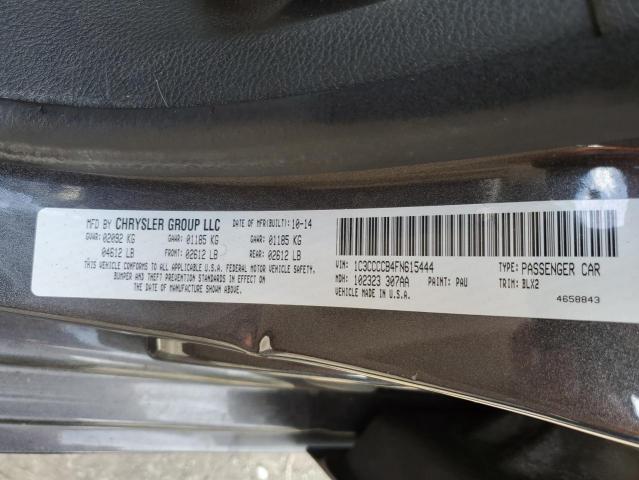 MFD BY CHRYSLER GROUP LLC DATE OF MFR(BUILT): 10-14
GVWR: 02092 KG GAWR: 01185 KG GAWR: 01185 KG
04612 LB FRONT: 02612 LB REAR: 02612 LB
THIS VEHICLE CONFORMS TO ALL APPLICABLE U.S.A. FEDERAL MOTOR VEHICLE SAFETY,
BUMPER AND THEFT PREVENTION STANDARDS IN EFFECT ON
THE DATE OF MANUFACTURE SHOWN ABOVE.
VIN: 1C3CCCCB4FN615444 TYPE: PASSENGER CAR
MDH: 102323 307AA PAINT: PAU TRIM: BLX2
VEHICLE MADE IN U.S.A. 4658843